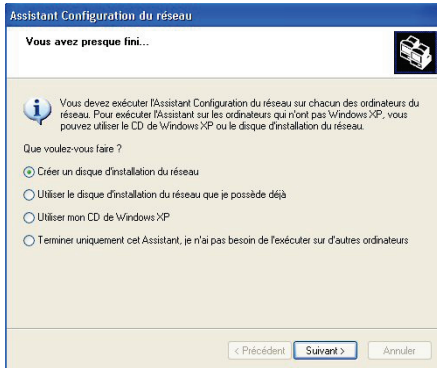 Assistant Configuration du réseau
Vous avez presque fini...
Vous devez exécuter l'Assistant Configuration du réseau sur chacun des ordinateurs du
réseau. Pour exécuter l'Assistant sur les ordinateurs qui n'ont pas Windows XP, vous
pouvez utiliser le CD de Windows XP ou le disque d'installation du réseau.
Que voulez-vous faire ?
Créer un disque d'installation du réseau
Utiliser le disque d'installation du réseau que je possède déjà
Utiliser mon CD de Windows XP
Terminer uniquement cet Assistant, je n'ai pas besoin de l'exécuter sur d'autres ordinateurs
< Précédent Suivant > Annuler